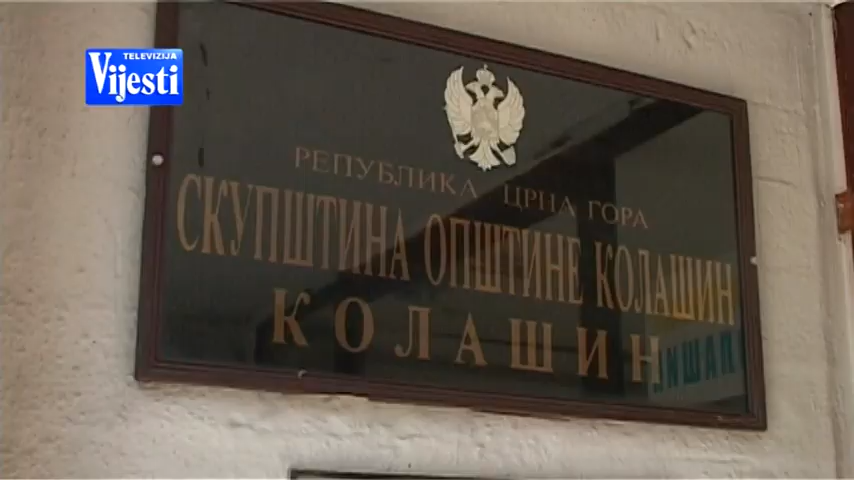 TELEVIZIJA
Vijesti
РЕПУБЛИКА ЦРНА ГОРА
СКУПШТИНА ОПШТИНЕ КОЛАШИН
КОЛАШИН